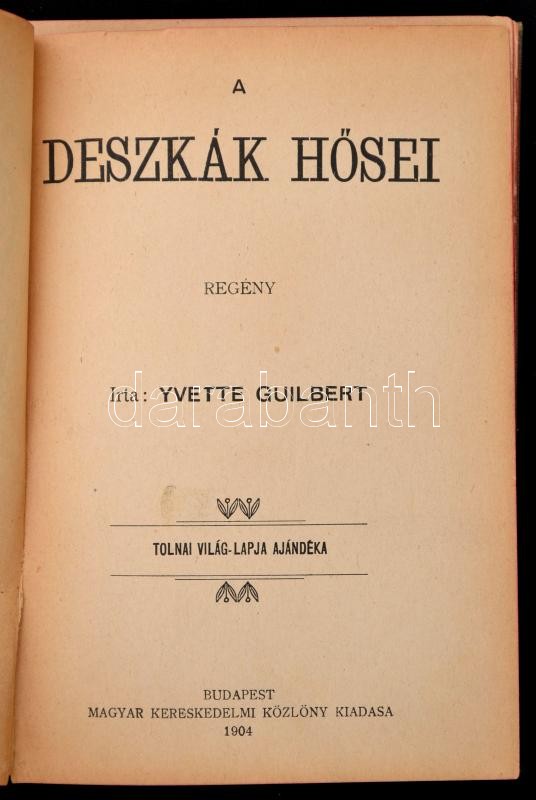 A
DESZKÁK HŐSEI
REGÉNY
Irta: YVETTE GUILBERT
darabanth
TOLNAI VILÁG-LAPJA AJÁNDÉKA
BUDAPEST
MAGYAR KERESKEDELMI KÖZLÖNY KIADASA
1904